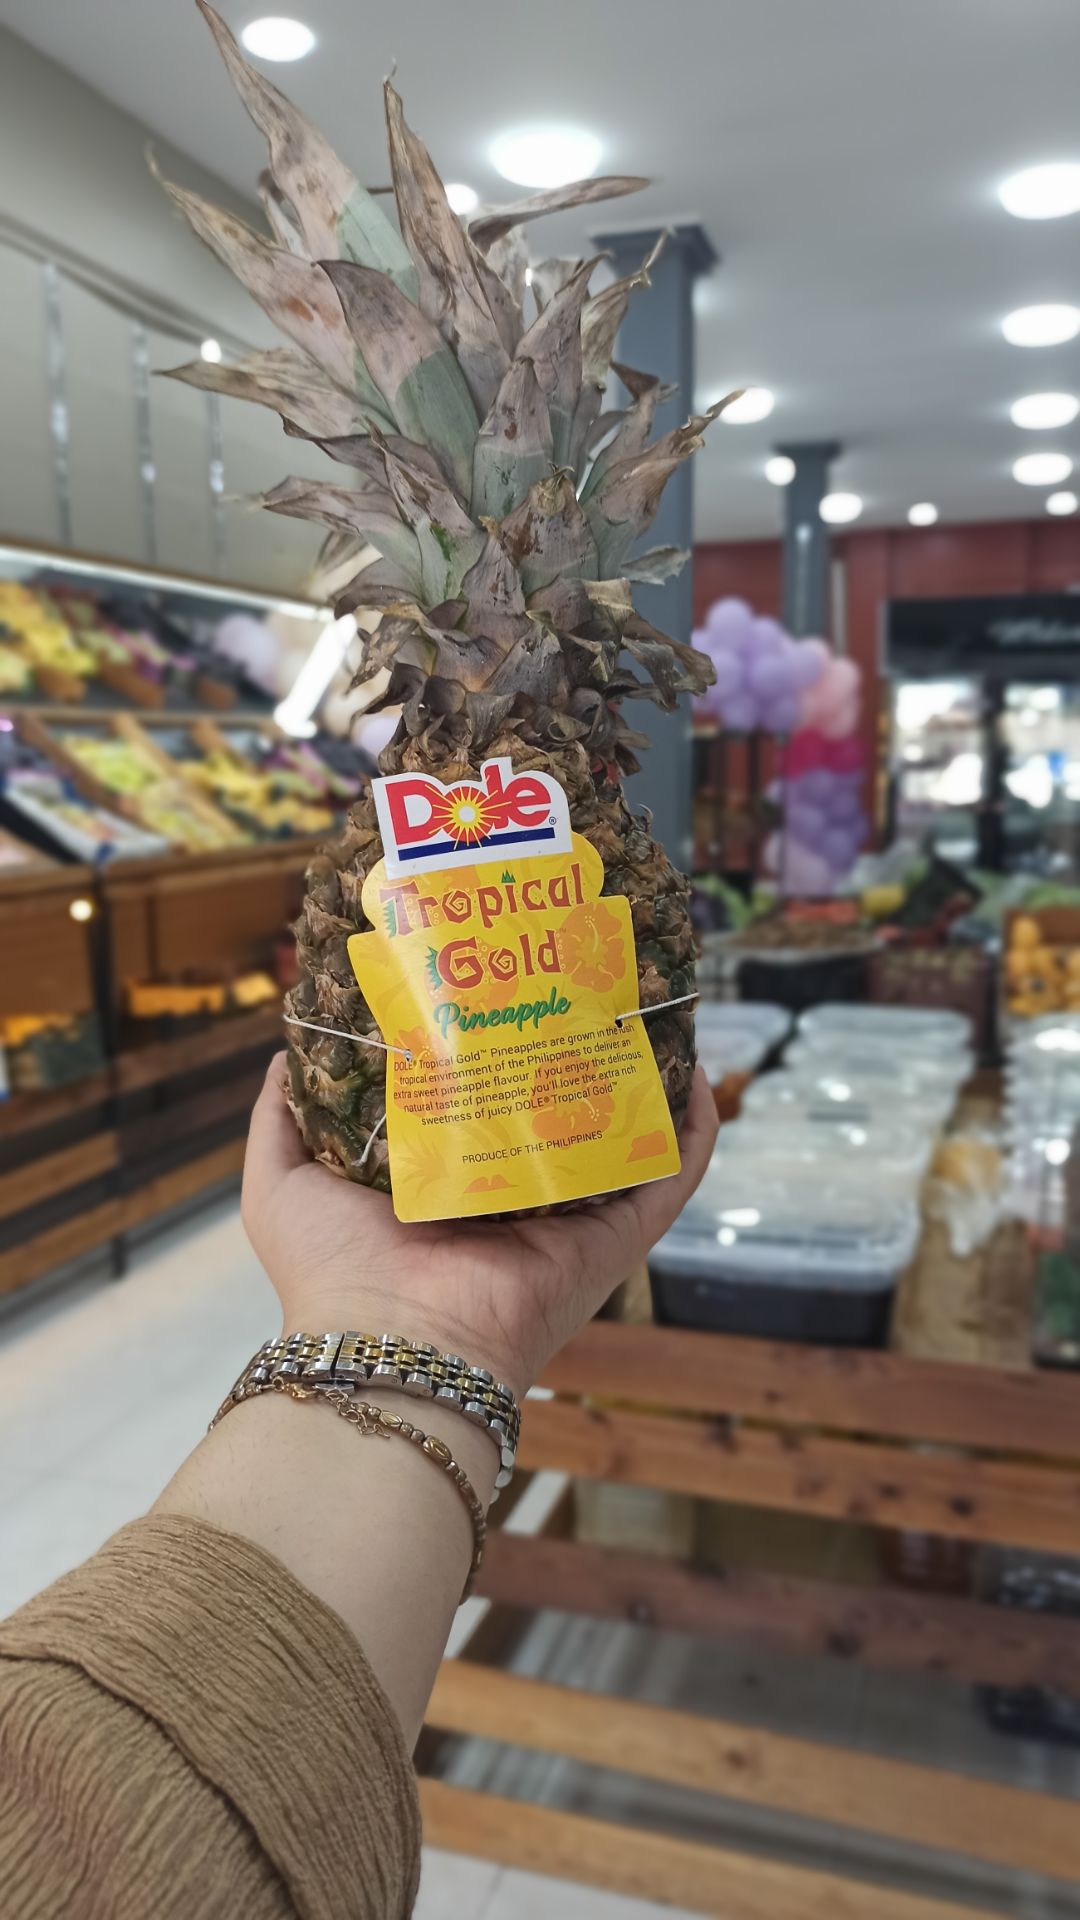 Dole®
Tropical
Gold™
Pineapple
DOLE® Tropical Gold™ Pineapples are grown in the lush
tropical environment of the Philippines to deliver an
extra sweet pineapple flavour. If you enjoy the delicious,
natural taste of pineapple, you'll love the extra rich
sweetness of juicy DOLE® Tropical Gold™
PRODUCE OF THE PHILIPPINES